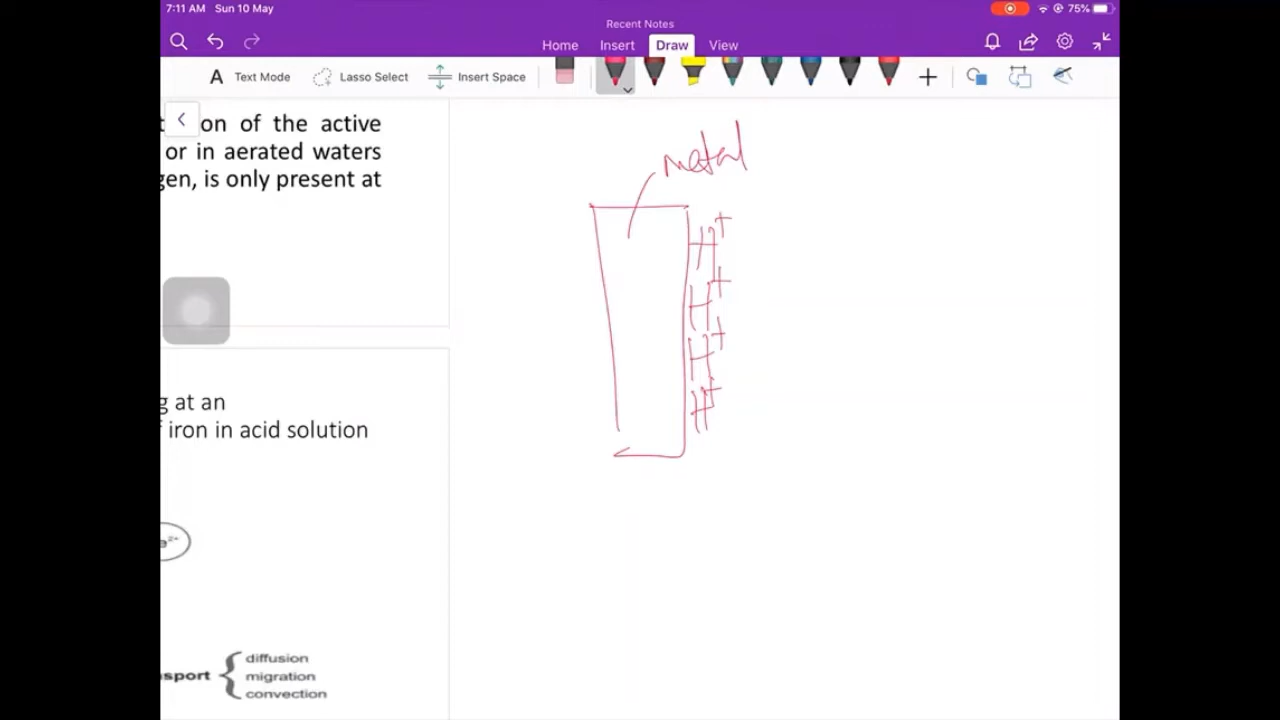 7:11 AM Sun 10 May
75%
Recent Notes
Home Insert Draw View
A Text Mode Lasso Select Insert Space
on of the active
or in aerated waters
gen, is only present at
metal
H+
H+
H+
H+
g at an
iron in acid solution
e2+
sport { diffusion
migration
convection